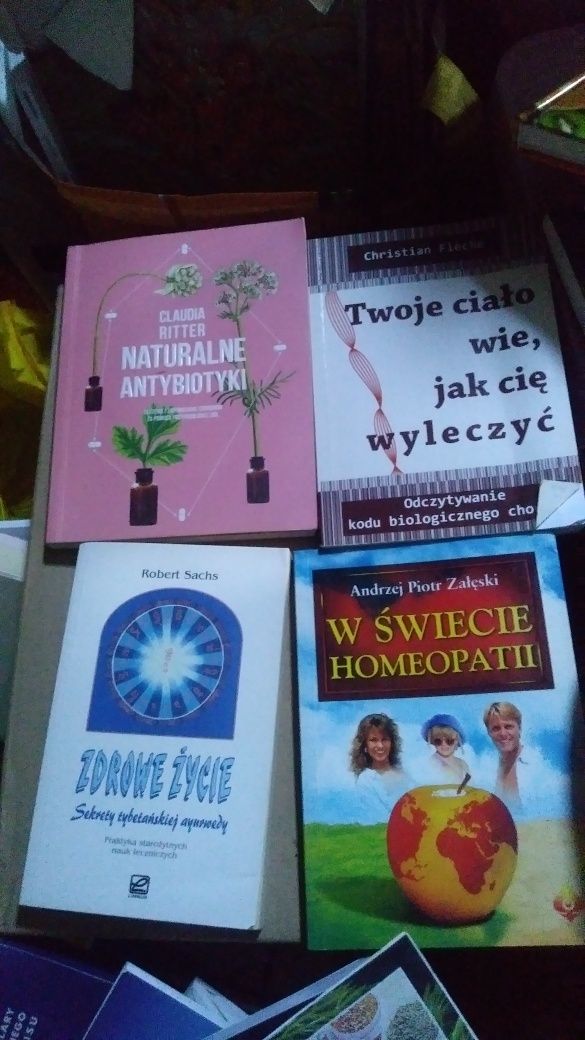 CLAUDIA
RITTER
NATURALNE
ANTYBIOTYKI
Christian Flèche
Twoje ciało
wie,
jak cię
wyleczyć
Odczytywanie
kodu biologicznego cho
Robert Sachs
ZDROWE ŻYCIE
Sekrety tybetańskiej ajurwedy
Praktyka starożytnych
nauk leczniczych
Andrzej Piotr Załęski
W ŚWIECIE
HOMEOPATII